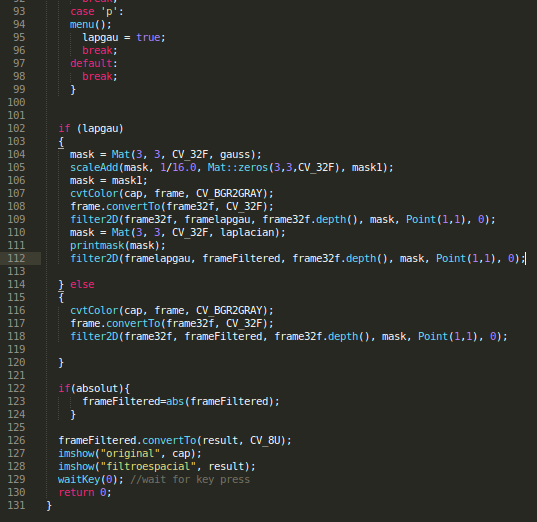 92 break;
93 case 'p':
94 menu();
95 lapgau = true;
96 break;
97 default:
98 break;
99 }
100
101
102 if (lapgau)
103 {
104 mask = Mat(3, 3, CV_32F, gauss);
105 scaleAdd(mask, 1/16.0, Mat::zeros(3,3,CV_32F), mask1);
106 mask = mask1;
107 cvtColor(cap, frame, CV_BGR2GRAY);
108 frame.convertTo(frame32f, CV_32F);
109 filter2D(frame32f, framelapgau, frame32f.depth(), mask, Point(1,1), 0);
110 mask = Mat(3, 3, CV_32F, laplacian);
111 printmask(mask);
112 filter2D(framelapgau, frameFiltered, frame32f.depth(), mask, Point(1,1), 0);
113
114 } else
115 {
116 cvtColor(cap, frame, CV_BGR2GRAY);
117 frame.convertTo(frame32f, CV_32F);
118 filter2D(frame32f, frameFiltered, frame32f.depth(), mask, Point(1,1), 0);
119
120 }
121
122 if(absolut){
123 frameFiltered=abs(frameFiltered);
124 }
125
126 frameFiltered.convertTo(result, CV_8U);
127 imshow("original", cap);
128 imshow("filtroespacial", result);
129 waitKey(0); //wait for key press
130 return 0;
131 }